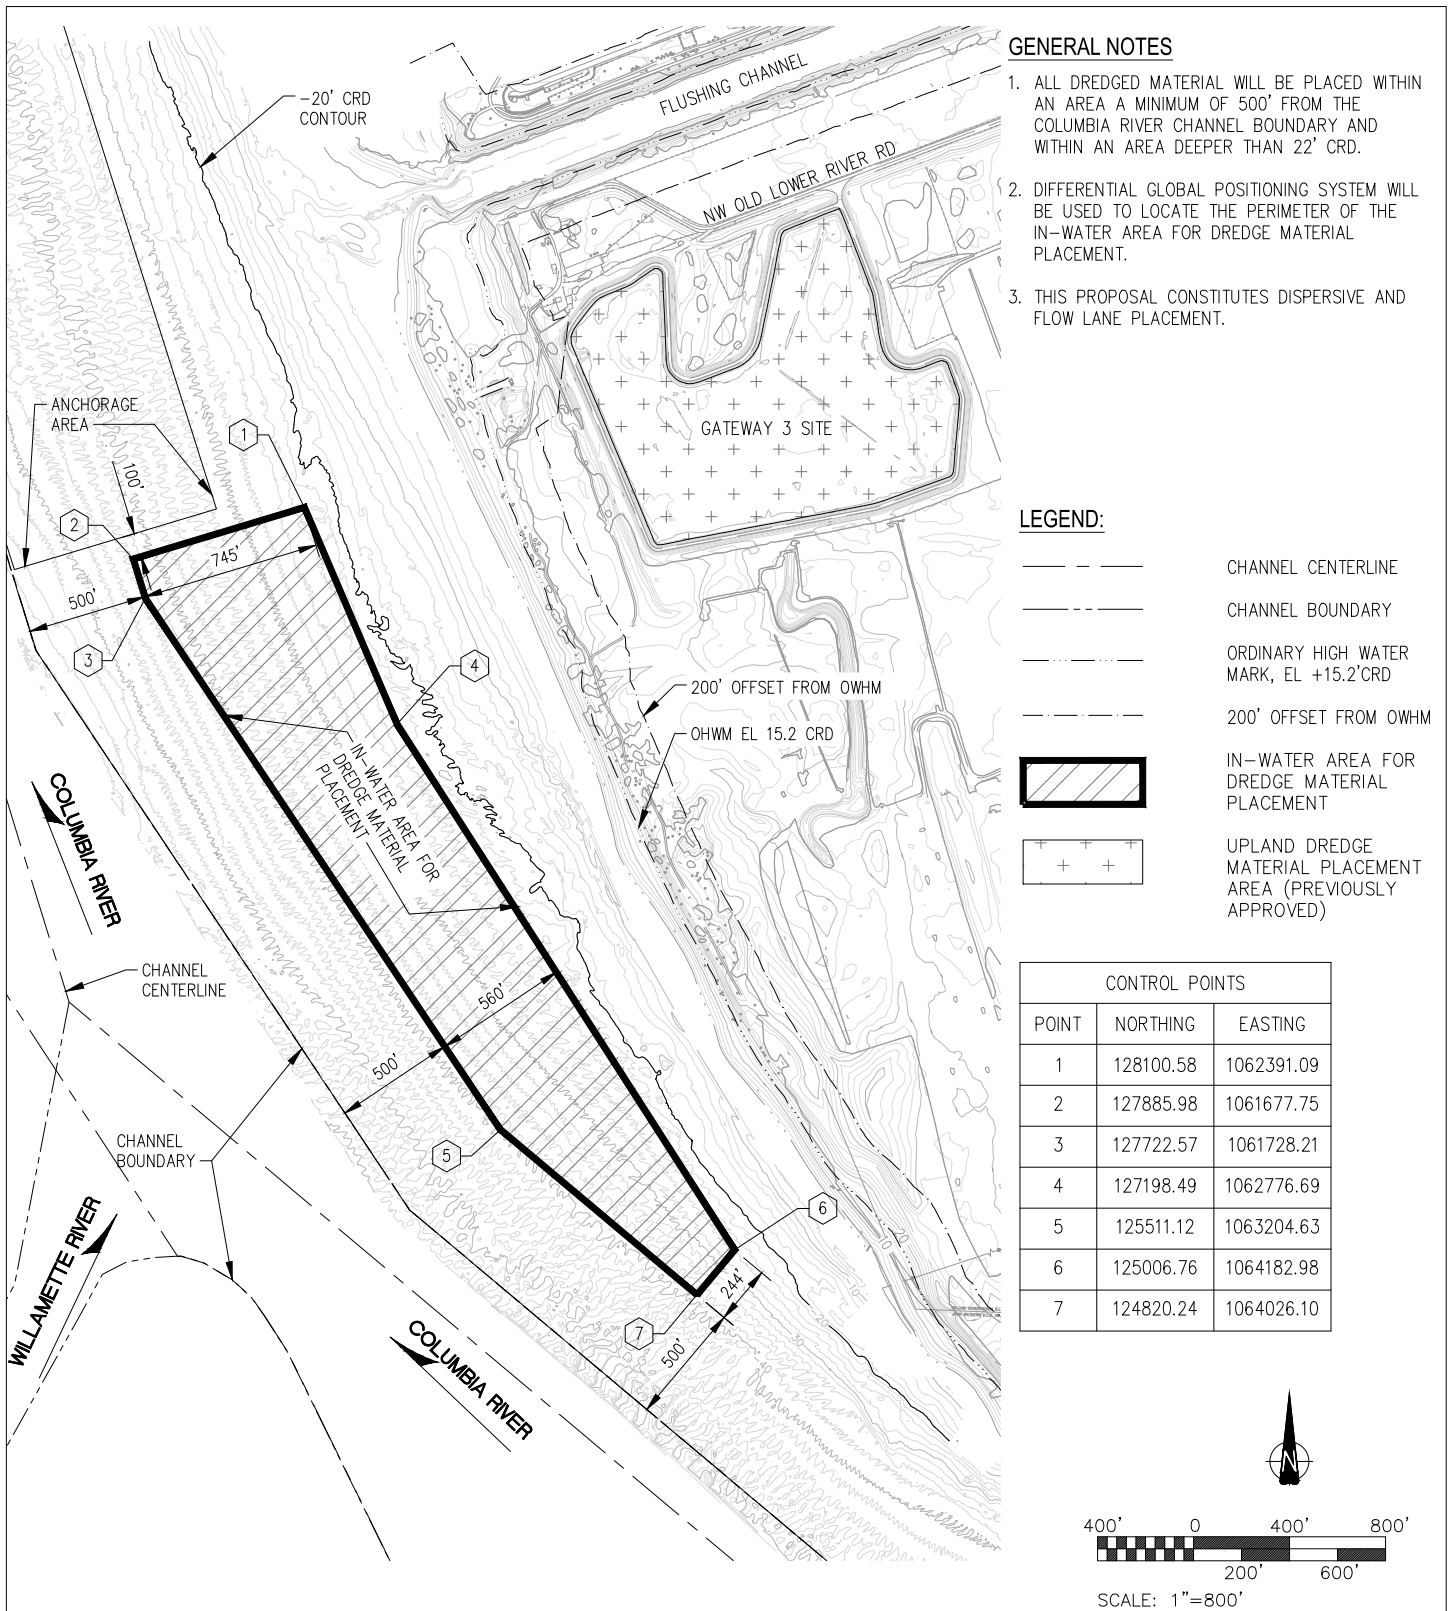 GENERAL NOTES
1. ALL DREDGED MATERIAL WILL BE PLACED WITHIN
AN AREA A MINIMUM OF 500' FROM THE
COLUMBIA RIVER CHANNEL BOUNDARY AND
WITHIN AN AREA DEEPER THAN 22' CRD.
2. DIFFERENTIAL GLOBAL POSITIONING SYSTEM WILL
BE USED TO LOCATE THE PERIMETER OF THE
IN-WATER AREA FOR DREDGE MATERIAL
PLACEMENT.
3. THIS PROPOSAL CONSTITUTES DISPERSIVE AND
FLOW LANE PLACEMENT.
-20' CRD
CONTOUR
FLUSHING CHANNEL
NW OLD LOWER RIVER RD
GATEWAY 3 SITE
ANCHORAGE
AREA
100'
1
2
745'
500'
3
4
200' OFFSET FROM OWHM
OHWM EL 15.2 CRD
IN-WATER AREA FOR
DREDGE MATERIAL
PLACEMENT
COLUMBIA RIVER
CHANNEL
CENTERLINE
560'
500'
CHANNEL
BOUNDARY
5
6
WILLAMETTE RIVER
244'
7
500'
COLUMBIA RIVER
10
20
10
20
30
40
LEGEND:
CHANNEL CENTERLINE
CHANNEL BOUNDARY
ORDINARY HIGH WATER
MARK, EL +15.2'CRD
200' OFFSET FROM OWHM
IN-WATER AREA FOR
DREDGE MATERIAL
PLACEMENT
UPLAND DREDGE
MATERIAL PLACEMENT
AREA (PREVIOUSLY
APPROVED)
CONTROL POINTS
POINT NORTHING EASTING
1 128100.58 1062391.09
2 127885.98 1061677.75
3 127722.57 1061728.21
4 127198.49 1062776.69
5 125511.12 1063204.63
6 125006.76 1064182.98
7 124820.24 1064026.10
N
400' 0 400' 800'
200' 600'
SCALE: 1"=800'